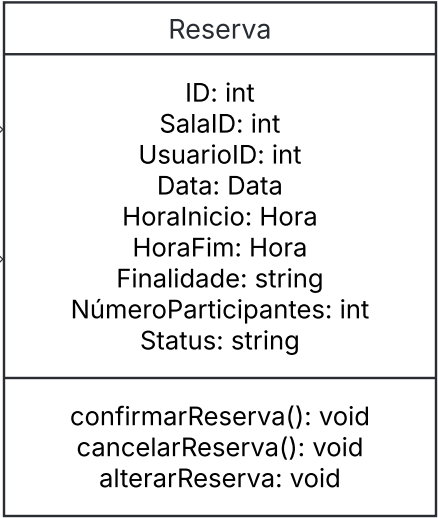 Reserva
ID: int
SalaID: int
UsuarioID: int
Data: Data
HoraInicio: Hora
HoraFim: Hora
Finalidade: string
NúmeroParticipantes: int
Status: string
confirmarReserva(): void
cancelarReserva(): void
alterarReserva: void